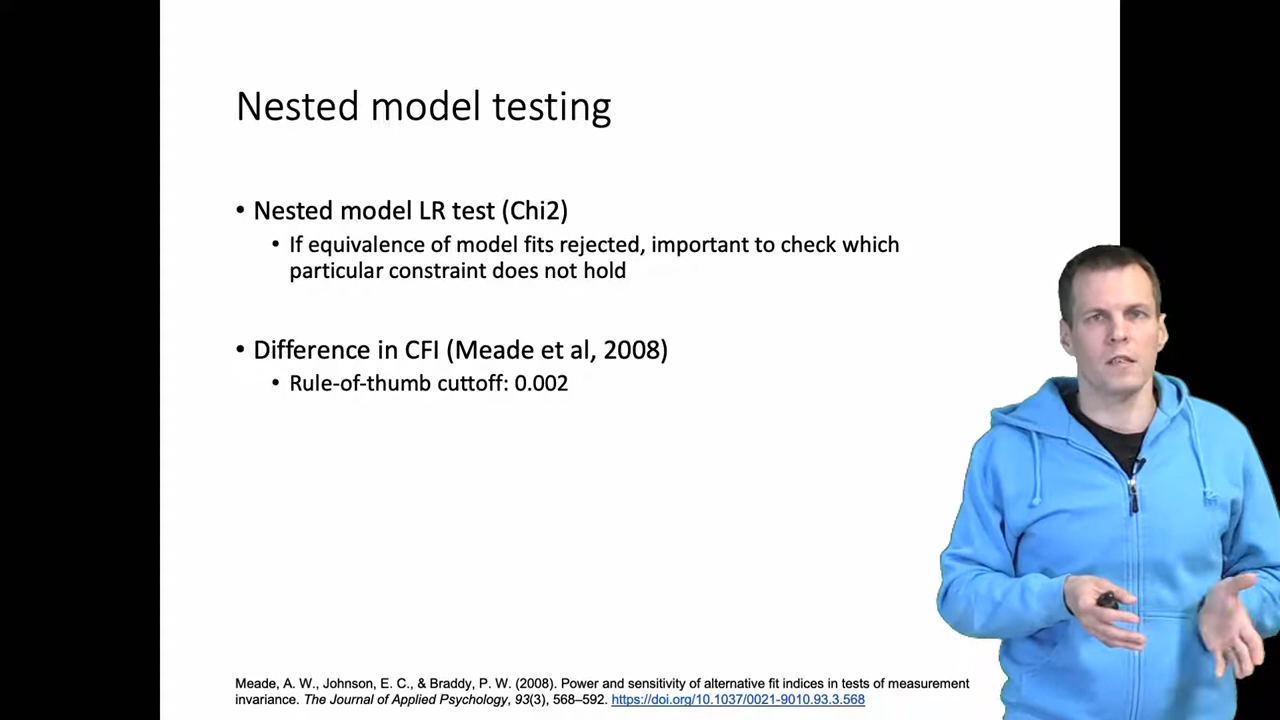 Nested model testing
• Nested model LR test (Chi2)
• If equivalence of model fits rejected, important to check which
particular constraint does not hold
• Difference in CFI (Meade et al, 2008)
• Rule-of-thumb cuttoff: 0.002
Meade, A. W., Johnson, E. C., & Braddy, P. W. (2008). Power and sensitivity of alternative fit indices in tests of measurement
invariance. The Journal of Applied Psychology, 93(3), 568–592. https://doi.org/10.1037/0021-9010.93.3.568